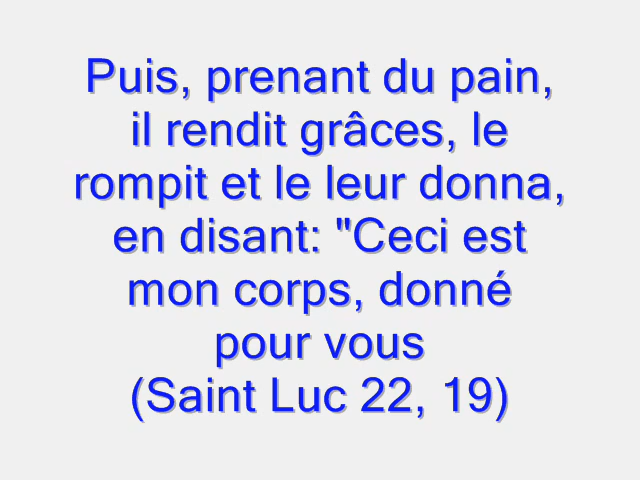 Puis, prenant du pain,
il rendit grâces, le
rompit et le leur donna,
en disant: "Ceci est
mon corps, donné
pour vous
(Saint Luc 22, 19)